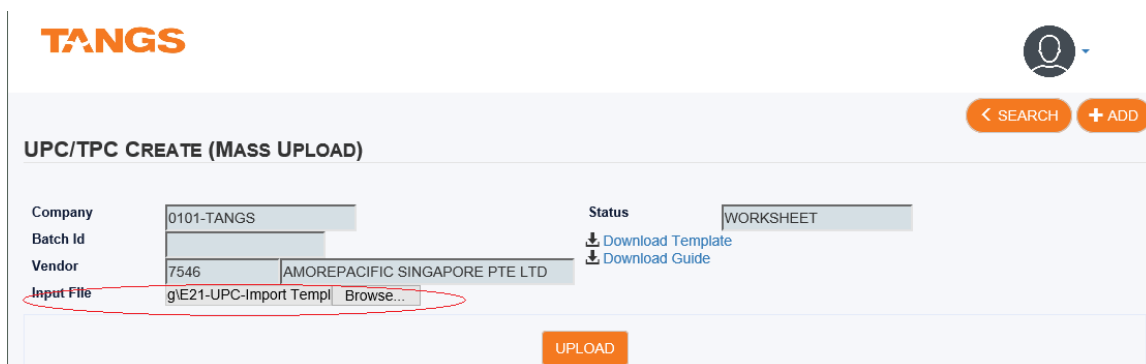 TANGS
SEARCH
ADD
UPC/TPC CREATE (MASS UPLOAD)
Company 0101-TANGS Status WORKSHEET
Batch Id Download Template
Download Guide
Vendor 7546 AMOREPACIFIC SINGAPORE PTE LTD
Input File g\E21-UPC-Import Templ Browse...
UPLOAD